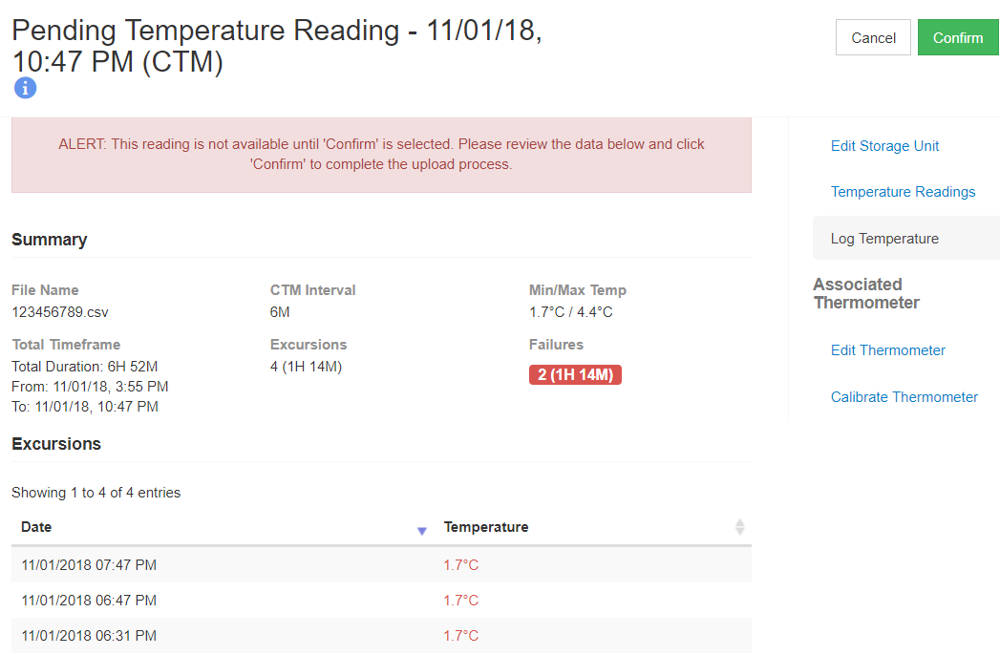 Pending Temperature Reading - 11/01/18,
10:47 PM (CTM)
i
Cancel
Confirm
ALERT: This reading is not available until 'Confirm' is selected. Please review the data below and click
'Confirm' to complete the upload process.
Summary
File Name
123456789.csv
CTM Interval
6M
Min/Max Temp
1.7°C / 4.4°C
Total Timeframe
Total Duration: 6H 52M
From: 11/01/18, 3:55 PM
To: 11/01/18, 10:47 PM
Excursions
4 (1H 14M)
Failures
2 (1H 14M)
Excursions
Showing 1 to 4 of 4 entries
Date
Temperature
11/01/2018 07:47 PM
1.7°C
11/01/2018 06:47 PM
1.7°C
11/01/2018 06:31 PM
1.7°C
Edit Storage Unit
Temperature Readings
Log Temperature
Associated
Thermometer
Edit Thermometer
Calibrate Thermometer